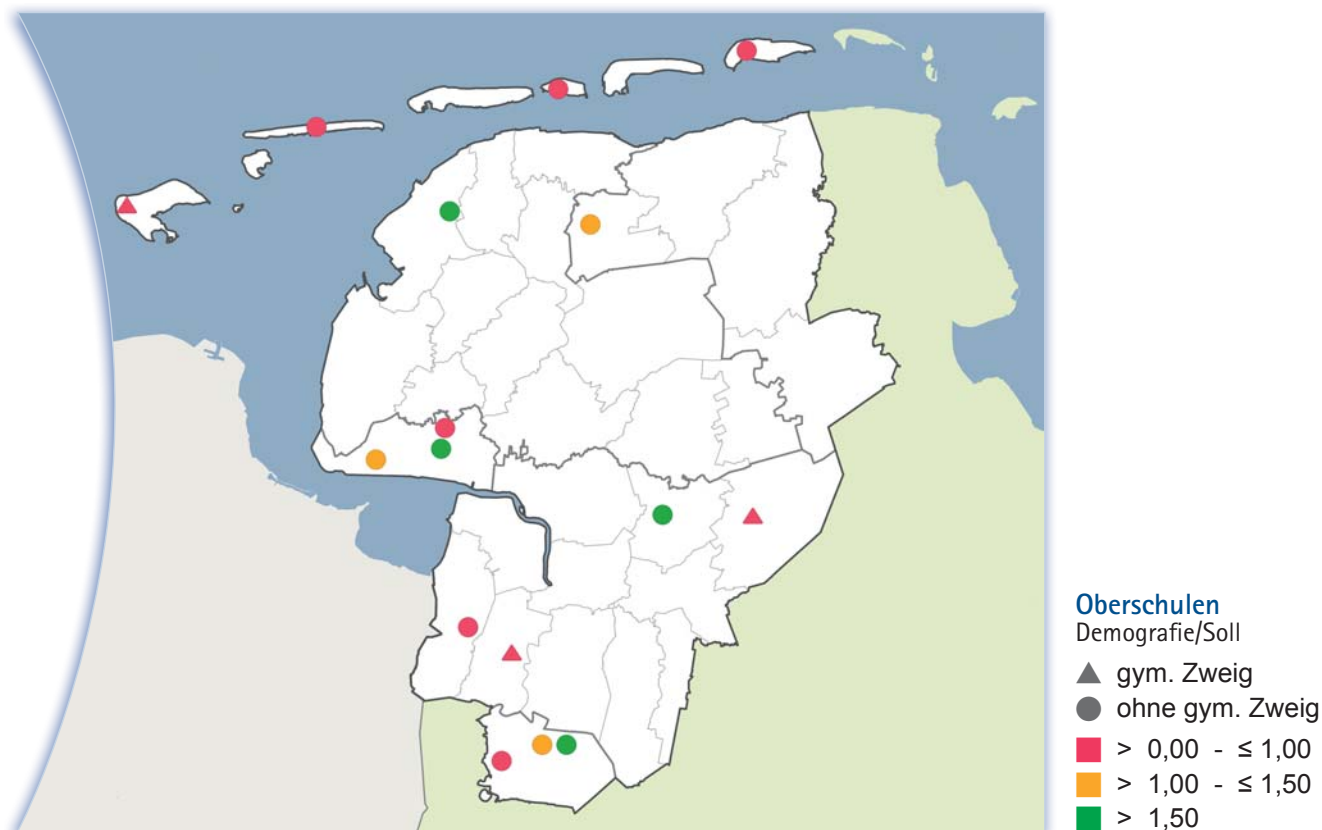 Oberschulen
Demografie/Soll
gym. Zweig
ohne gym. Zweig
> 0,00 - ≤ 1,00
> 1,00 - ≤ 1,50
> 1,50